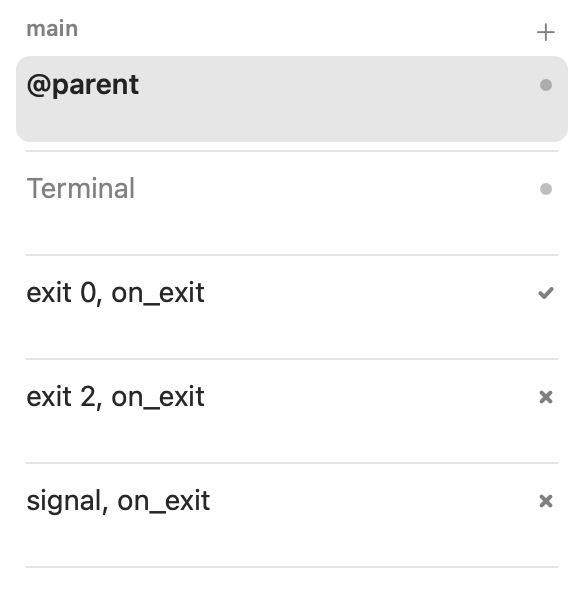 main
@parent
Terminal
exit 0, on_exit
exit 2, on_exit
signal, on_exit